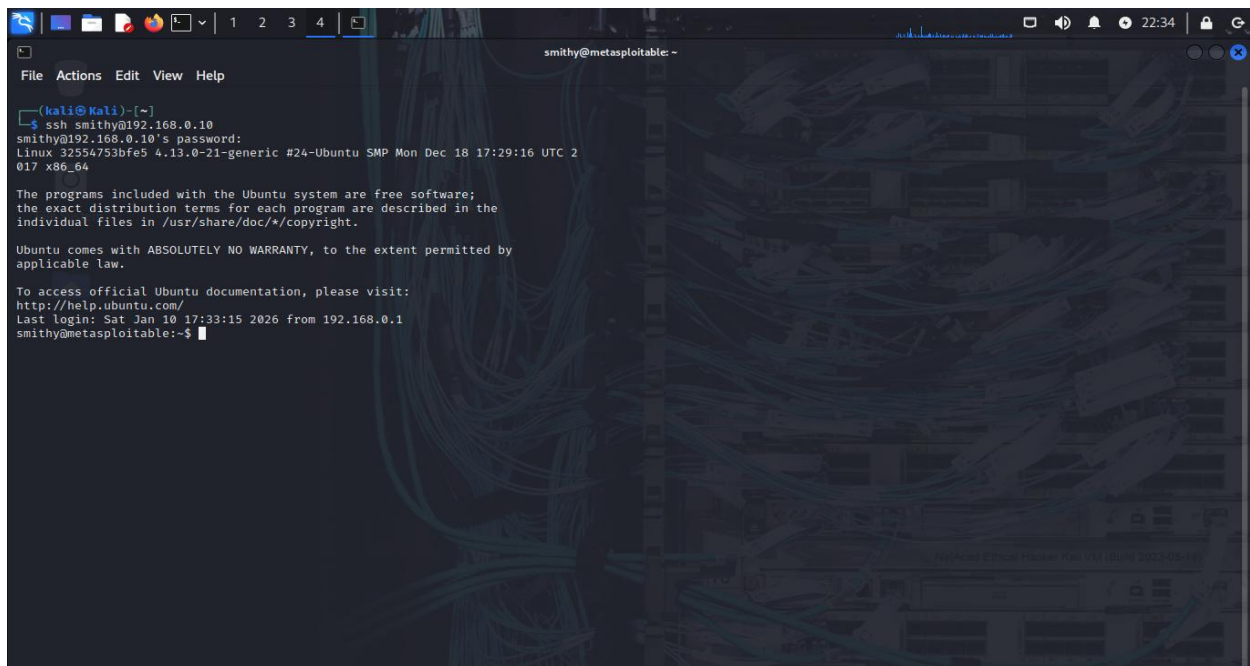 1 2 3 4
22:34
smithy@metasploitable: ~
File Actions Edit View Help
(kali㉿Kali)-[~]
$ ssh smithy@192.168.0.10
smithy@192.168.0.10's password:
Linux 32554753bfe5 4.13.0-21-generic #24-Ubuntu SMP Mon Dec 18 17:29:16 UTC 2
017 x86_64
The programs included with the Ubuntu system are free software;
the exact distribution terms for each program are described in the
individual files in /usr/share/doc/*/copyright.
Ubuntu comes with ABSOLUTELY NO WARRANTY, to the extent permitted by
applicable law.
To access official Ubuntu documentation, please visit:
http://help.ubuntu.com/
Last login: Sat Jan 10 17:33:15 2026 from 192.168.0.1
smithy@metasploitable:~$